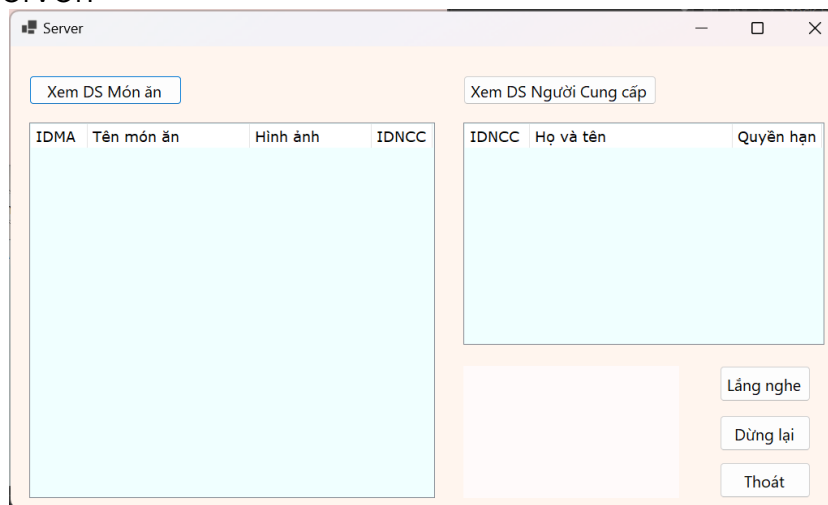 Server
Xem DS Món ăn
Xem DS Người Cung cấp
IDMA Tên món ăn Hình ảnh IDNCC
IDNCC Họ và tên Quyền hạn
Lắng nghe
Dừng lại
Thoát